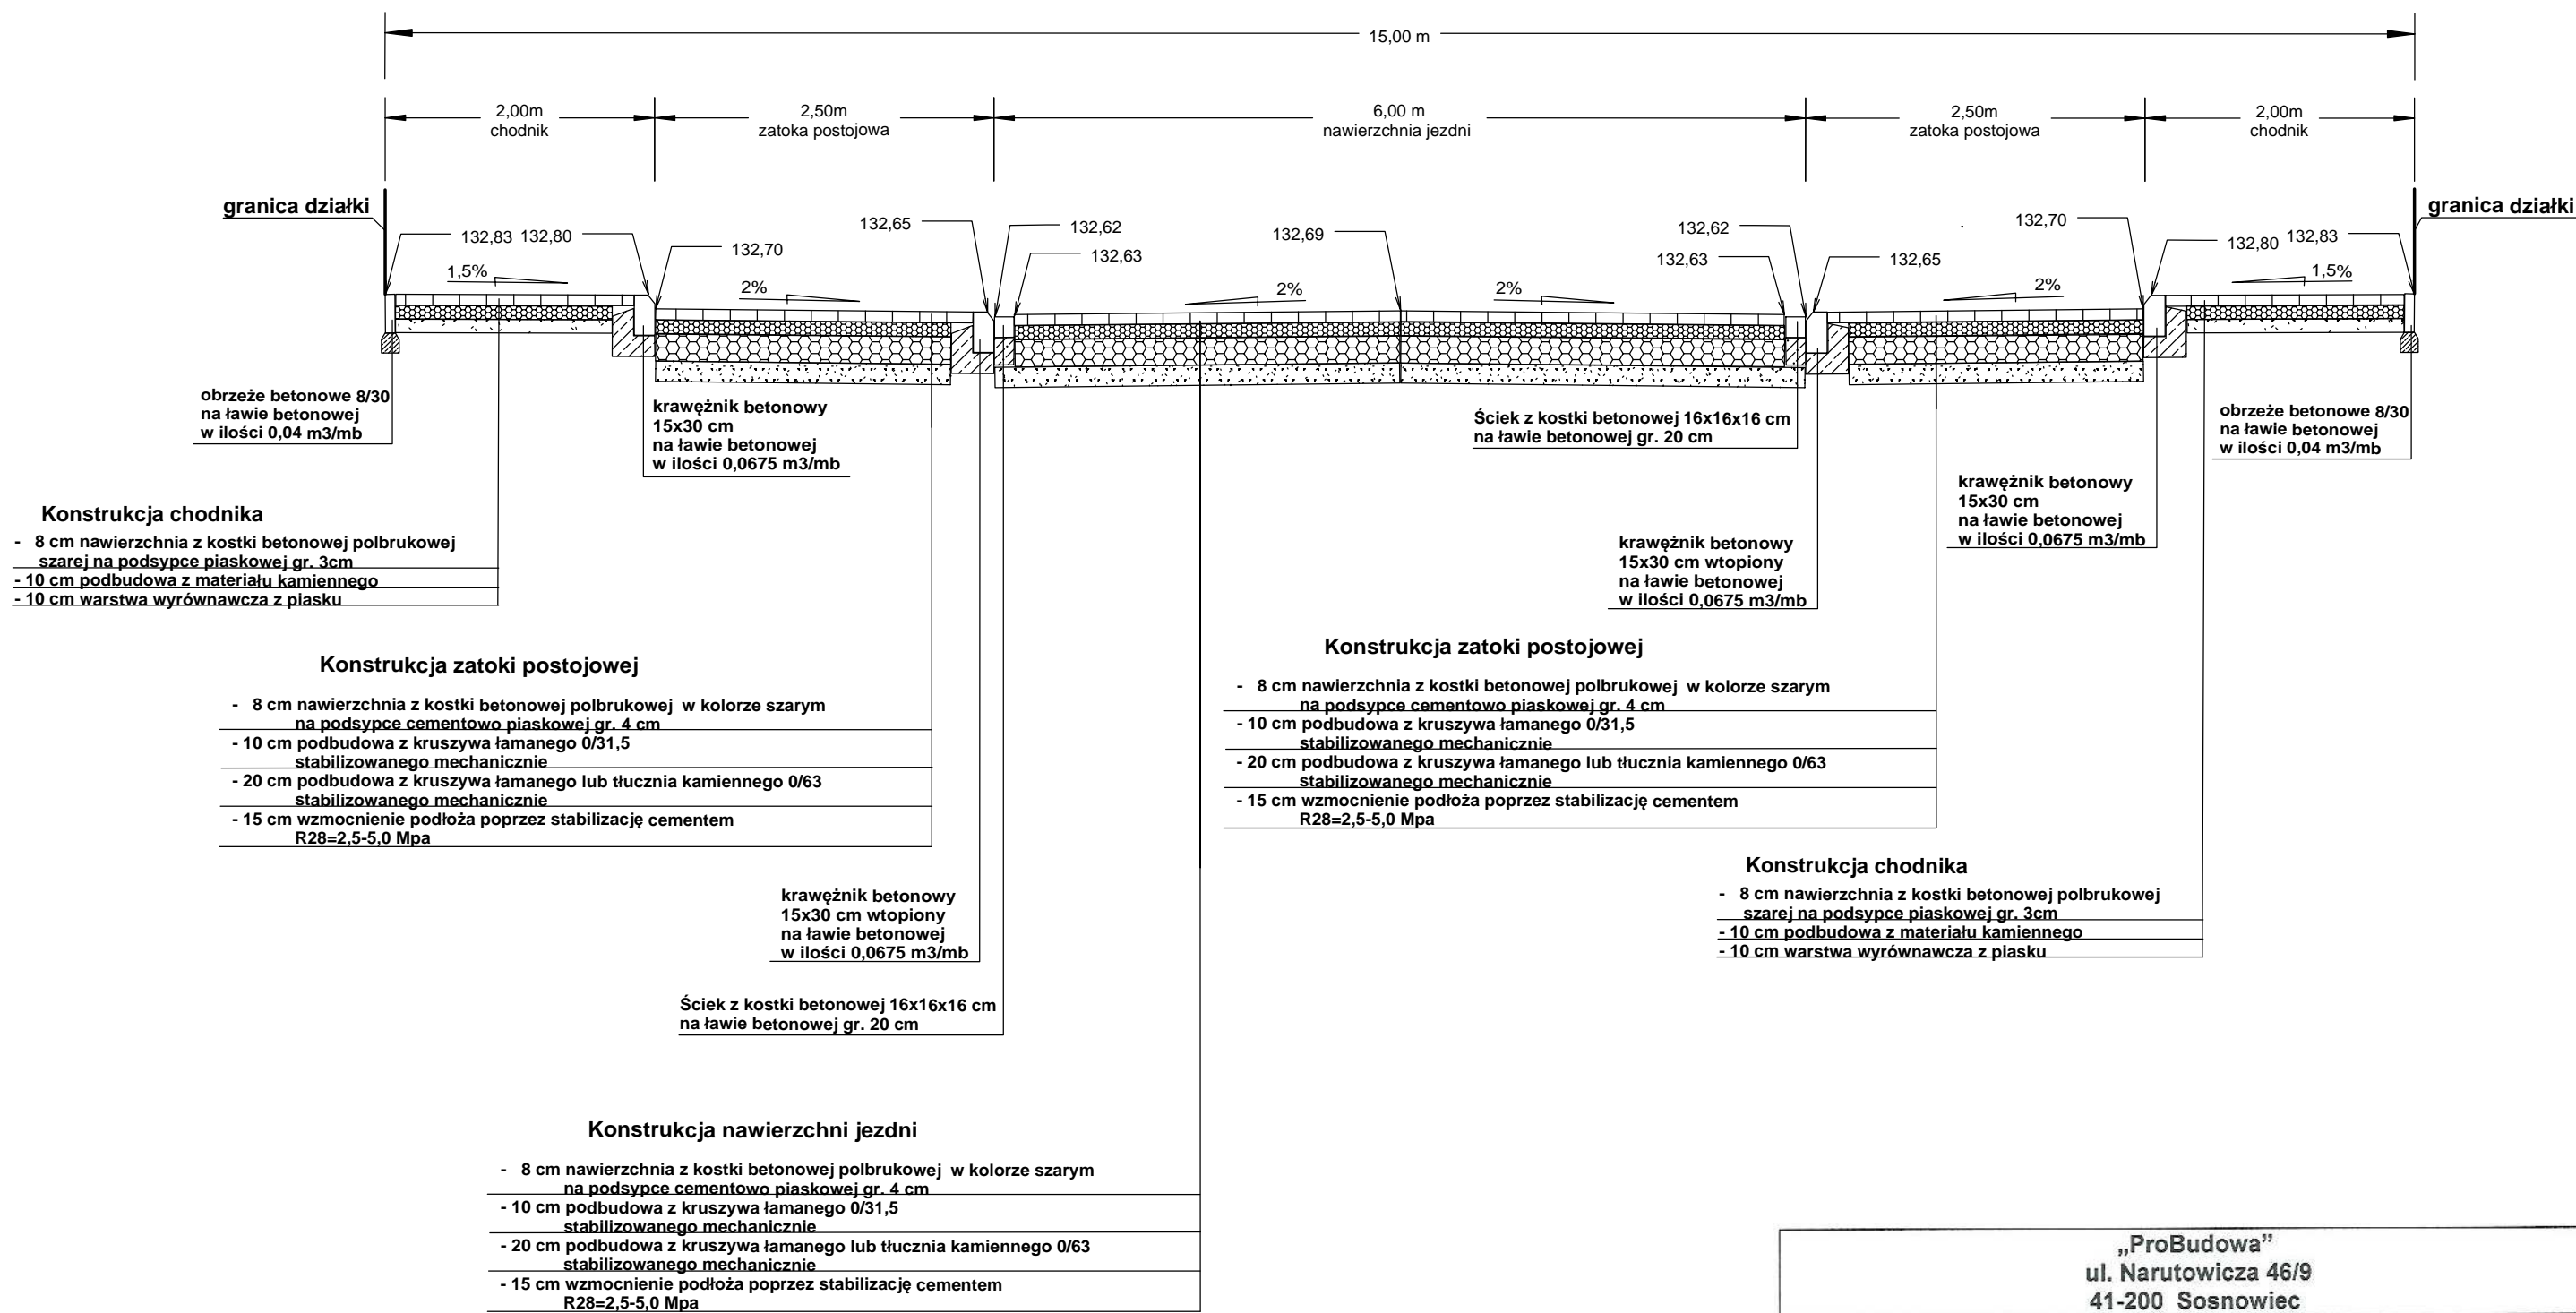 15,00 m
2,00m
chodnik
2,50m
zatoka postojowa
6,00 m
nawierzchnia jezdni
2,50m
zatoka postojowa
2,00m
chodnik
granica działki
granica działki
132,83 132,80
132,70
132,65
132,62
132,63
132,69
132,62
132,63
132,65
132,70
132,80 132,83
1,5%
2%
2%
2%
2%
1,5%
obrzeże betonowe 8/30
na ławie betonowej
w ilości 0,04 m3/mb
krawężnik betonowy
15x30 cm
na ławie betonowej
w ilości 0,0675 m3/mb
Ściek z kostki betonowej 16x16x16 cm
na ławie betonowej gr. 20 cm
obrzeże betonowe 8/30
na ławie betonowej
w ilości 0,04 m3/mb
krawężnik betonowy
15x30 cm
na ławie betonowej
w ilości 0,0675 m3/mb
krawężnik betonowy
15x30 cm wtopiony
na ławie betonowej
w ilości 0,0675 m3/mb
Konstrukcja chodnika
- 8 cm nawierzchnia z kostki betonowej polbrukowej
szarej na podsypce piaskowej gr. 3cm
- 10 cm podbudowa z materiału kamiennego
- 10 cm warstwa wyrównawcza z piasku
Konstrukcja zatoki postojowej
- 8 cm nawierzchnia z kostki betonowej polbrukowej w kolorze szarym
na podsypce cementowo piaskowej gr. 4 cm
- 10 cm podbudowa z kruszywa łamanego 0/31,5
stabilizowanego mechanicznie
- 20 cm podbudowa z kruszywa łamanego lub tłucznia kamiennego 0/63
stabilizowanego mechanicznie
- 15 cm wzmocnienie podłoża poprzez stabilizację cementem
R28=2,5-5,0 Mpa
Konstrukcja zatoki postojowej
- 8 cm nawierzchnia z kostki betonowej polbrukowej w kolorze szarym
na podsypce cementowo piaskowej gr. 4 cm
- 10 cm podbudowa z kruszywa łamanego 0/31,5
stabilizowanego mechanicznie
- 20 cm podbudowa z kruszywa łamanego lub tłucznia kamiennego 0/63
stabilizowanego mechanicznie
- 15 cm wzmocnienie podłoża poprzez stabilizację cementem
R28=2,5-5,0 Mpa
krawężnik betonowy
15x30 cm wtopiony
na ławie betonowej
w ilości 0,0675 m3/mb
Ściek z kostki betonowej 16x16x16 cm
na ławie betonowej gr. 20 cm
Konstrukcja chodnika
- 8 cm nawierzchnia z kostki betonowej polbrukowej
szarej na podsypce piaskowej gr. 3cm
- 10 cm podbudowa z materiału kamiennego
- 10 cm warstwa wyrównawcza z piasku
Konstrukcja nawierzchni jezdni
- 8 cm nawierzchnia z kostki betonowej polbrukowej w kolorze szarym
na podsypce cementowo piaskowej gr. 4 cm
- 10 cm podbudowa z kruszywa łamanego 0/31,5
stabilizowanego mechanicznie
- 20 cm podbudowa z kruszywa łamanego lub tłucznia kamiennego 0/63
stabilizowanego mechanicznie
- 15 cm wzmocnienie podłoża poprzez stabilizację cementem
R28=2,5-5,0 Mpa
„ProBudowa”
ul. Narutowicza 46/9
41-200 Sosnowiec